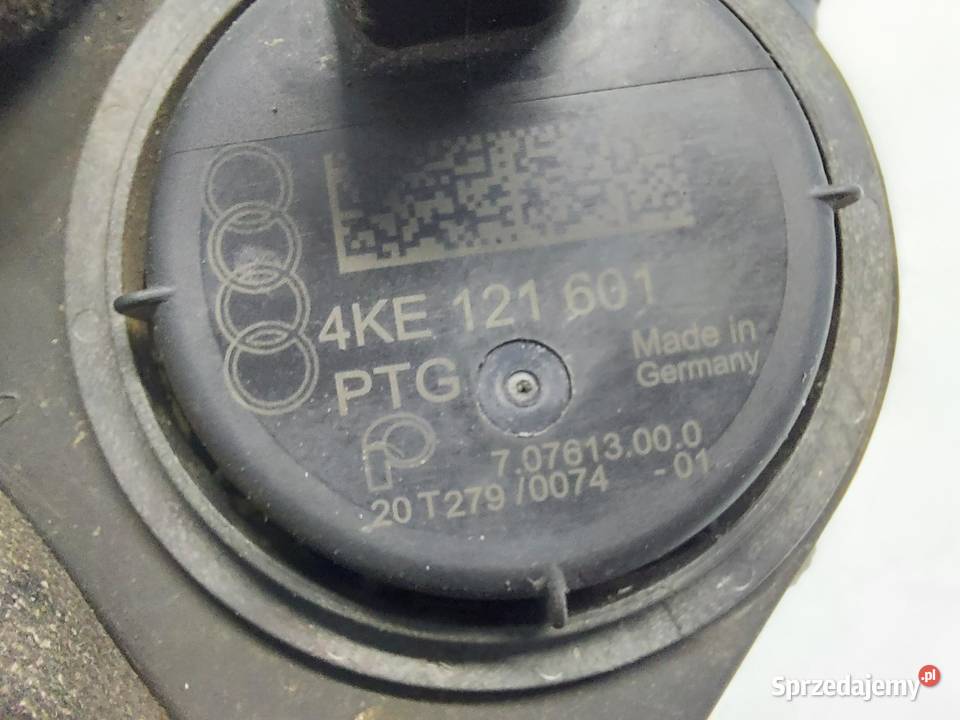 4KE 121 601
PTG
Made in
Germany
7.07613.00.0
20 T279 /0074 - 01
Sprzedajemy.pl